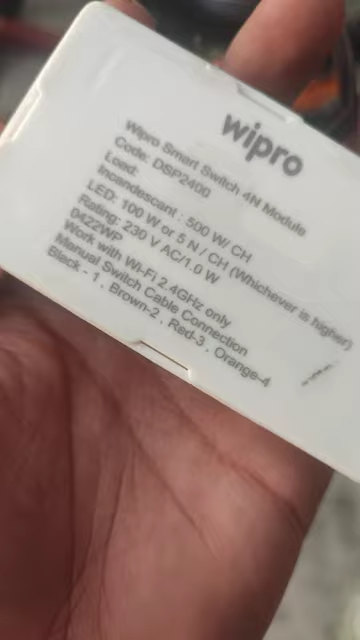 wipro
Wipro Smart Switch 4N Module
Code: DSP2400
Load:
Incandescant : 500 W/ CH
LED: 100 W or 5 N / CH (Whichever is higher)
Rating: 230 V AC/1.0 W
0422WP
Work with Wi-Fi 2.4GHz only
Manual Switch Cable Connection
Black - 1 , Brown-2 , Red-3 , Orange-4